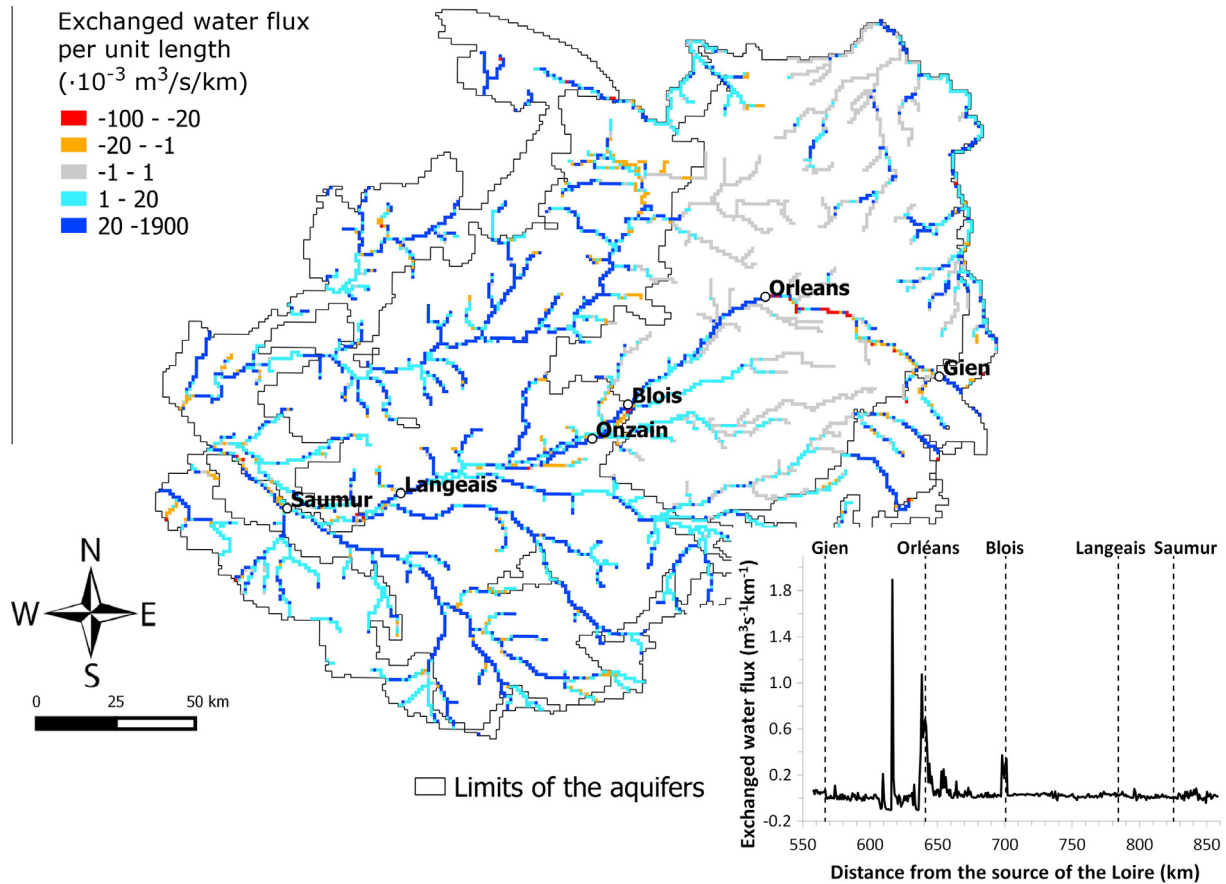 Exchanged water flux
per unit length
(·10⁻³ m³/s/km)
-100 - -20
-20 - -1
-1 - 1
1 - 20
20 -1900
Orleans
Gien
Blois
Onzain
Langeais
Saumur
N
W E
S
0 25 50 km
Limits of the aquifers
Gien Orléans Blois Langeais Saumur
Exchanged water flux (m³s⁻¹km⁻¹)
1.8
1.4
1.0
0.6
0.2
-0.2
550 600 650 700 750 800 850
Distance from the source of the Loire (km)